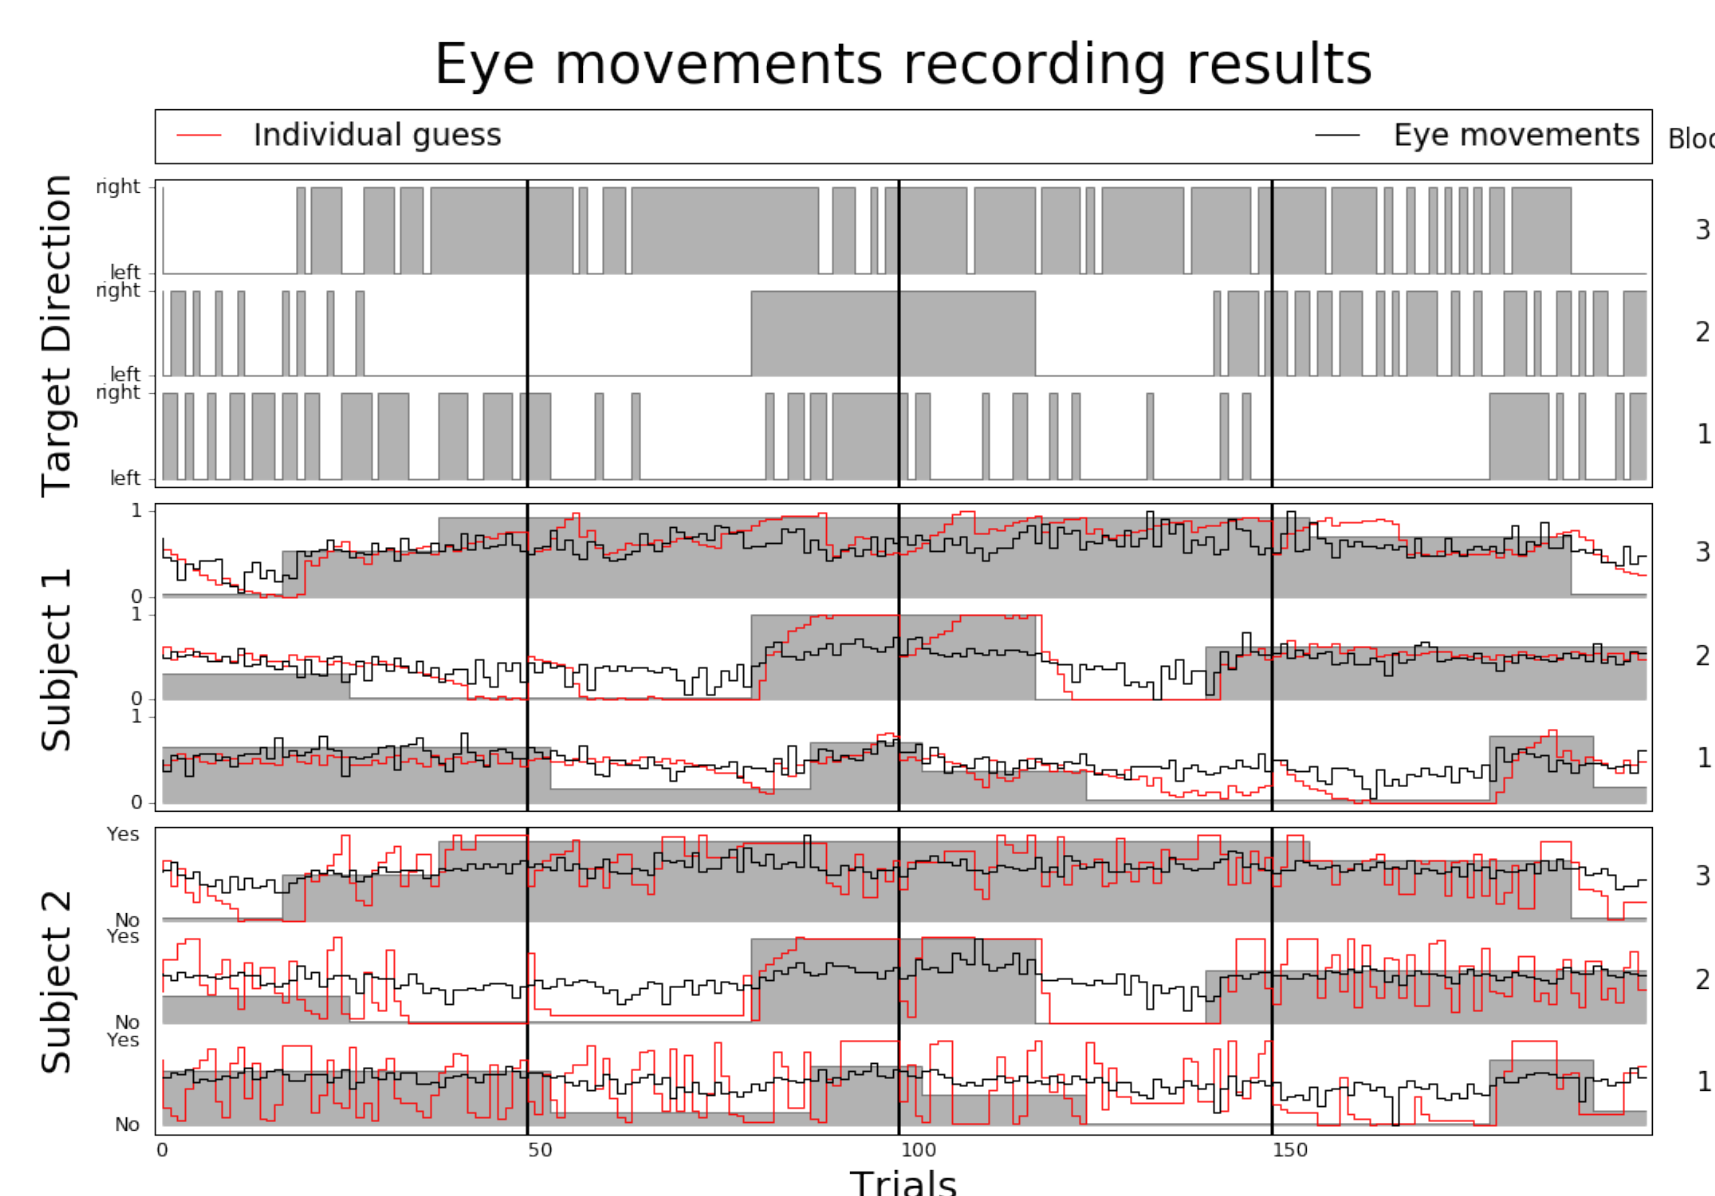 Eye movements recording results
Individual guess
Eye movements
Target Direction
right
left
3
right
left
2
right
left
1
Subject 1
1
0
3
1
0
2
1
0
1
Subject 2
Yes
No
3
Yes
No
2
Yes
No
1
0 50 100 150
Trials